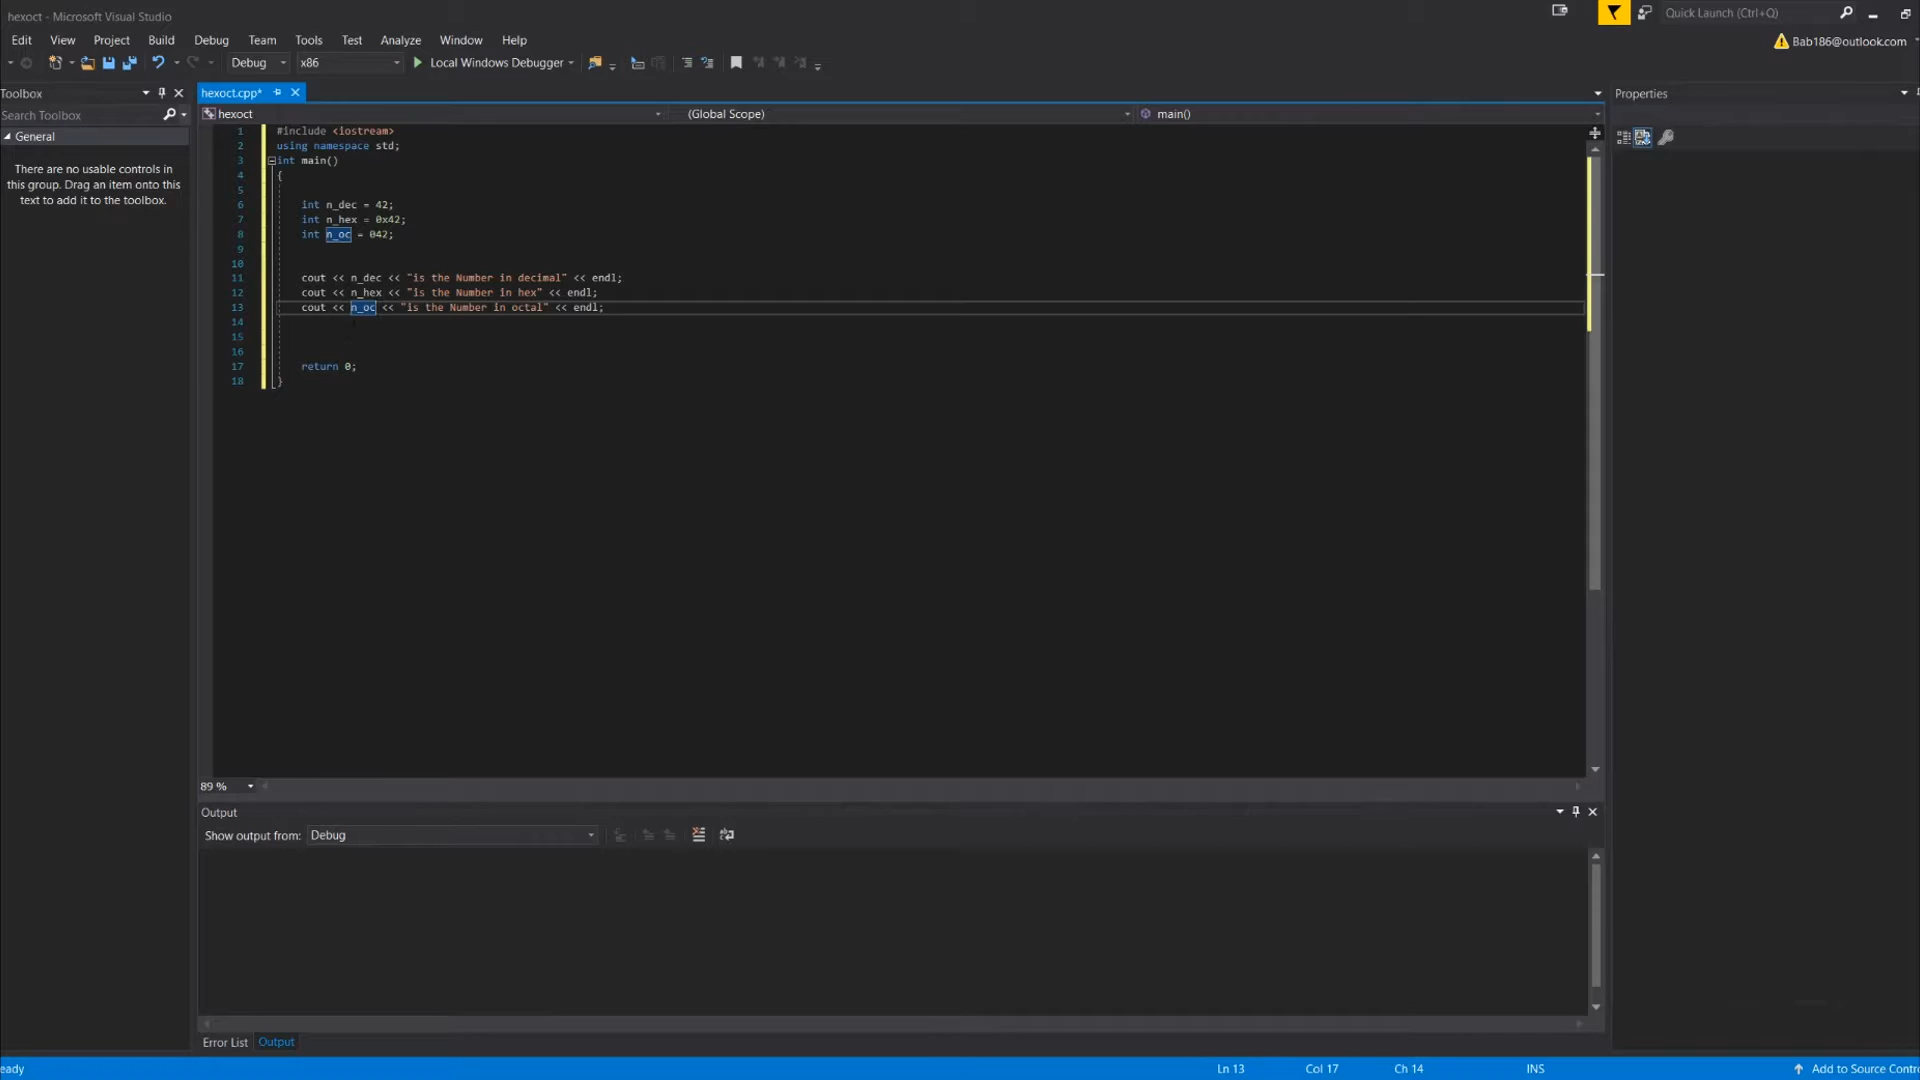 hexoct - Microsoft Visual Studio
Quick Launch (Ctrl+Q)
Edit View Project Build Debug Team Tools Test Analyze Window Help
Bab186@outlook.com
Debug x86 Local Windows Debugger
Toolbox
hexoct.cpp*
Properties
Search Toolbox
hexoct (Global Scope) main()
General
There are no usable controls in
this group. Drag an item onto this
text to add it to the toolbox.
1 #include <iostream>
2 using namespace std;
3 int main()
4 {
5
6 int n_dec = 42;
7 int n_hex = 0x42;
8 int n_oc = 042;
9
10
11 cout << n_dec << "is the Number in decimal" << endl;
12 cout << n_hex << "is the Number in hex" << endl;
13 cout << n_oc << "is the Number in octal" << endl;
14
15
16
17 return 0;
18 }
89 %
Output
Show output from: Debug
Error List Output
eady Ln 13 Col 17 Ch 14 INS Add to Source Contro